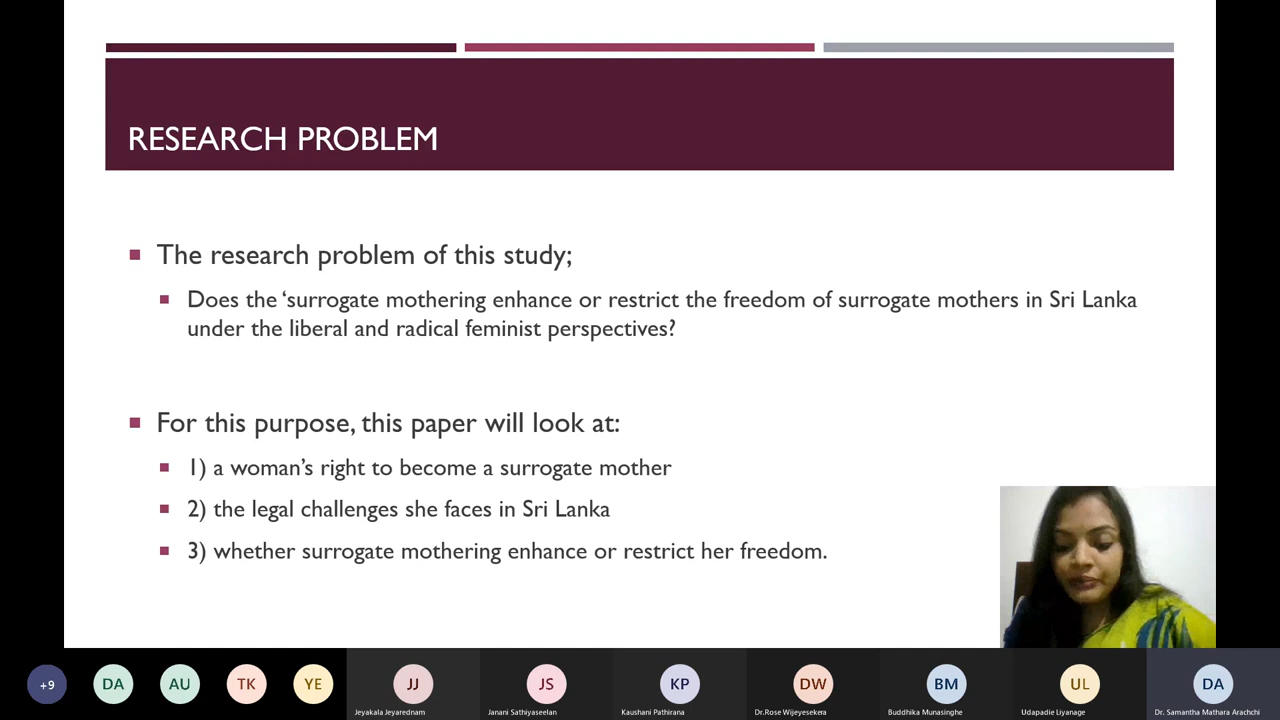 RESEARCH PROBLEM
The research problem of this study;
Does the ‘surrogate mothering enhance or restrict the freedom of surrogate mothers in Sri Lanka
under the liberal and radical feminist perspectives?
For this purpose, this paper will look at:
1) a woman’s right to become a surrogate mother
2) the legal challenges she faces in Sri Lanka
3) whether surrogate mothering enhance or restrict her freedom.
+9
DA
AU
TK
YE
JJ
JS
KP
DW
BM
UL
DA
Jeyakala Jeyarednam
Janani Sathiyaseelan
Kaushani Pathirana
Dr.Rose Wijeyesekera
Buddhika Munasinghe
Udapadie Liyanage
Dr. Samantha Mathara Arachchi